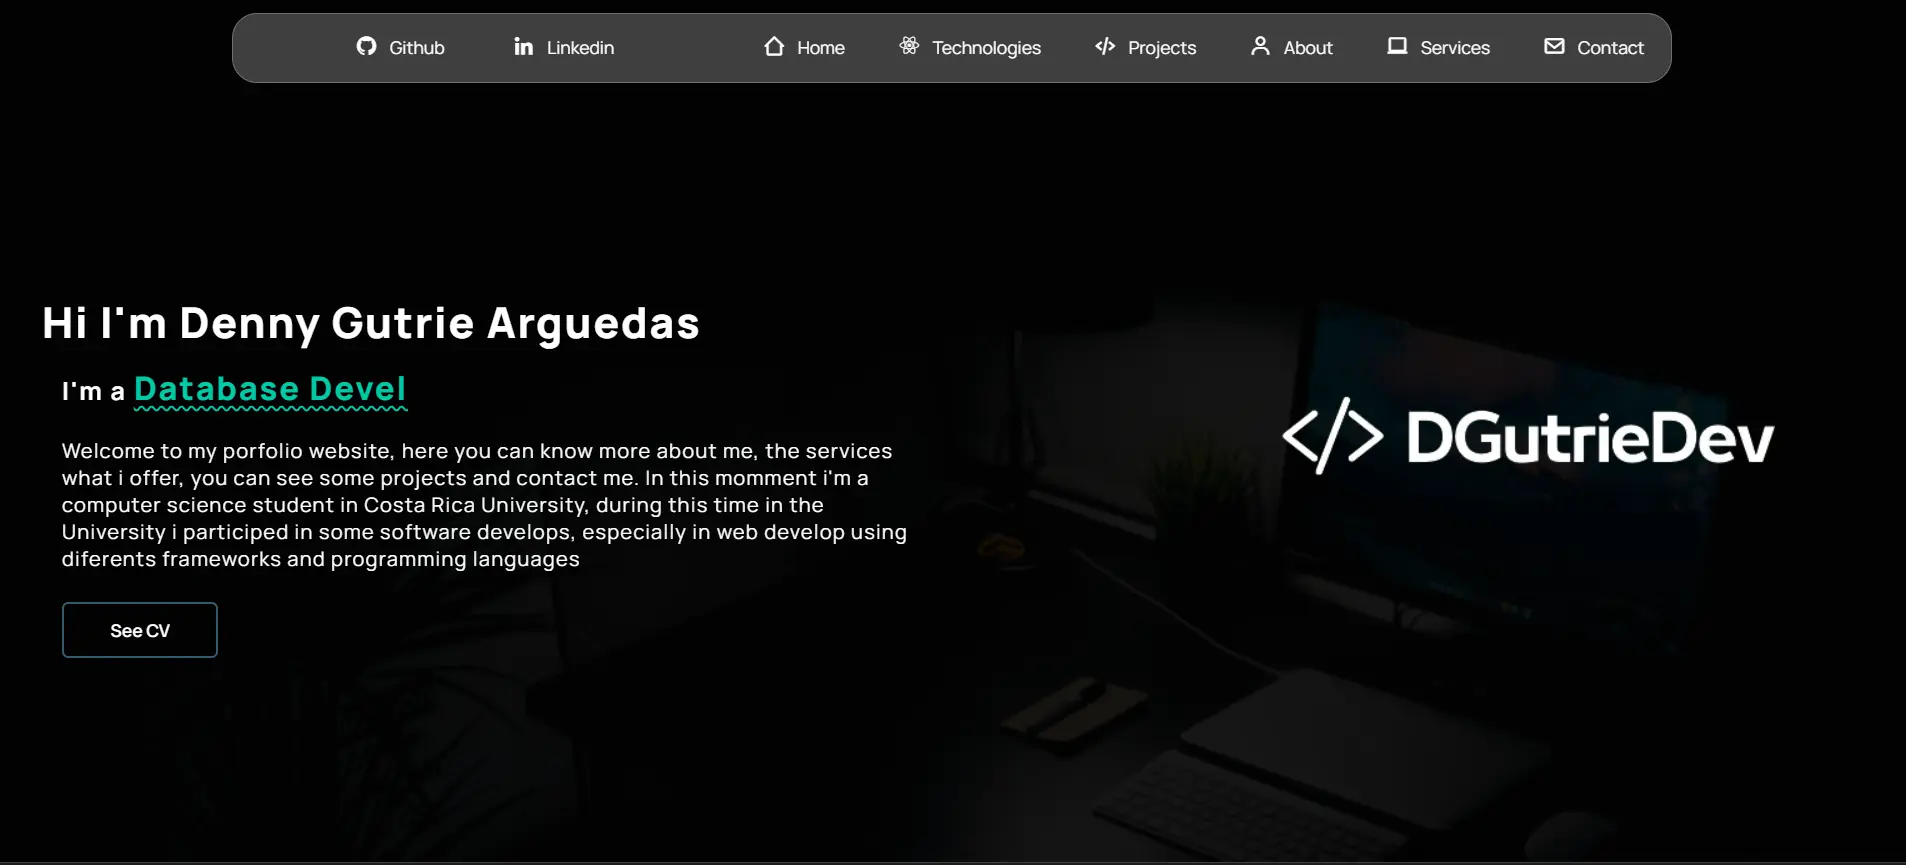 Github Linkedin Home Technologies Projects About Services Contact
Hi I'm Denny Gutrie Arguedas
I'm a Database Devel
Welcome to my porfolio website, here you can know more about me, the services
what i offer, you can see some projects and contact me. In this momment i'm a
computer science student in Costa Rica University, during this time in the
University i participed in some software develops, especially in web develop using
diferents frameworks and programming languages
See CV
</> DGutrieDev